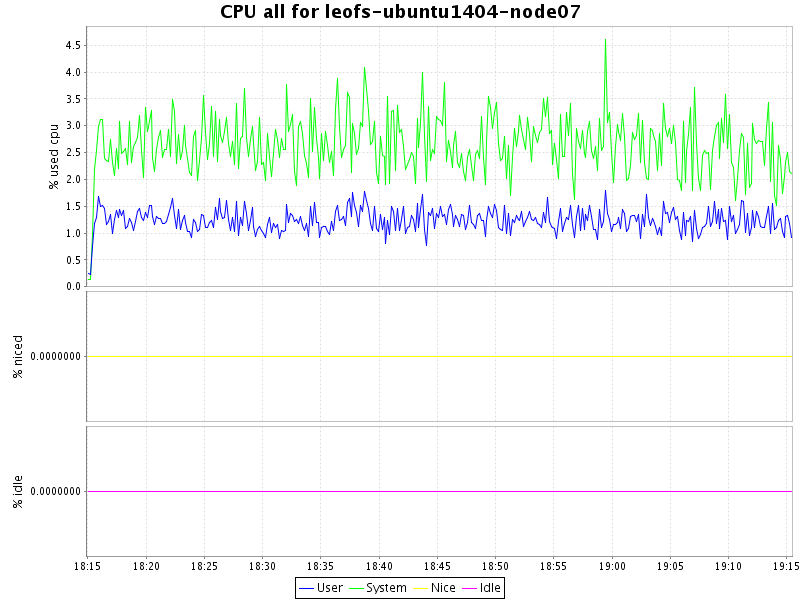 CPU all for leofs-ubuntu1404-node07
% used cpu
4.5
4.0
3.5
3.0
2.5
2.0
1.5
1.0
0.5
0.0
% niced
0.0000000
% idle
0.0000000
18:15 18:20 18:25 18:30 18:35 18:40 18:45 18:50 18:55 19:00 19:05 19:10 19:15
User System Nice Idle